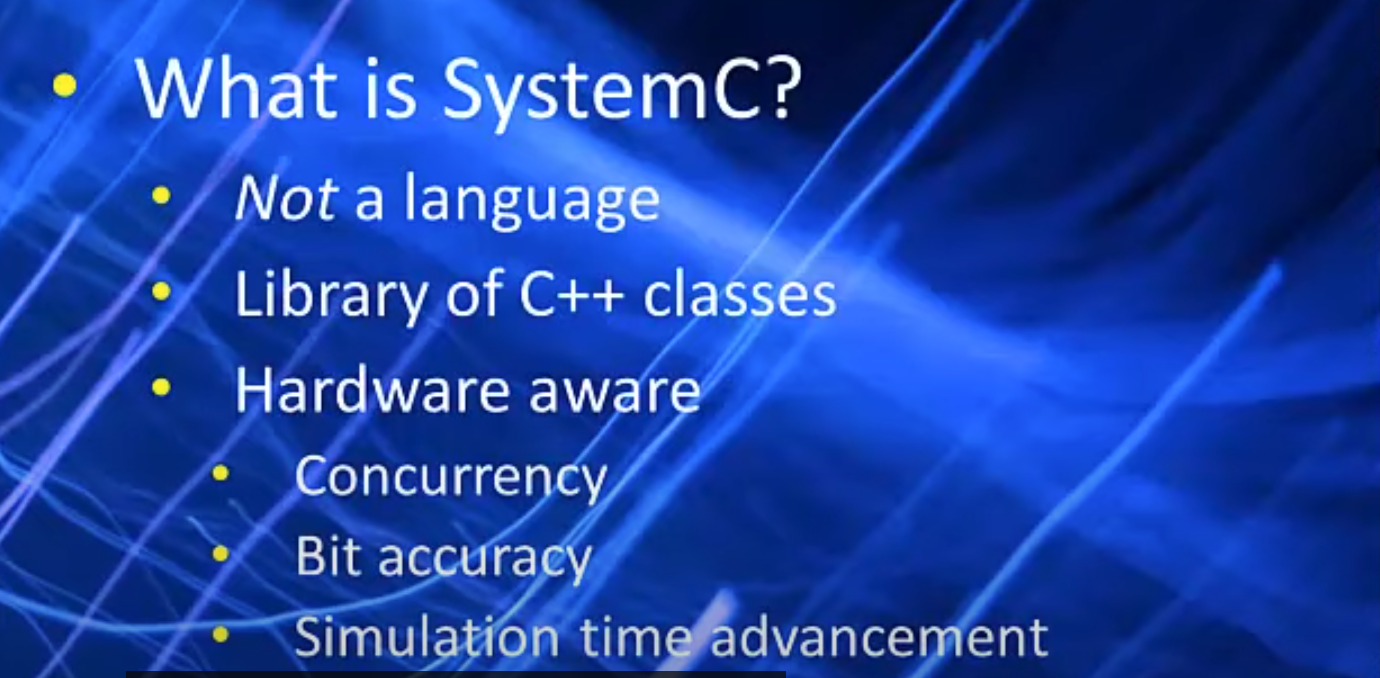 What is SystemC?
Not a language
Library of C++ classes
Hardware aware
Concurrency
Bit accuracy
Simulation time advancement